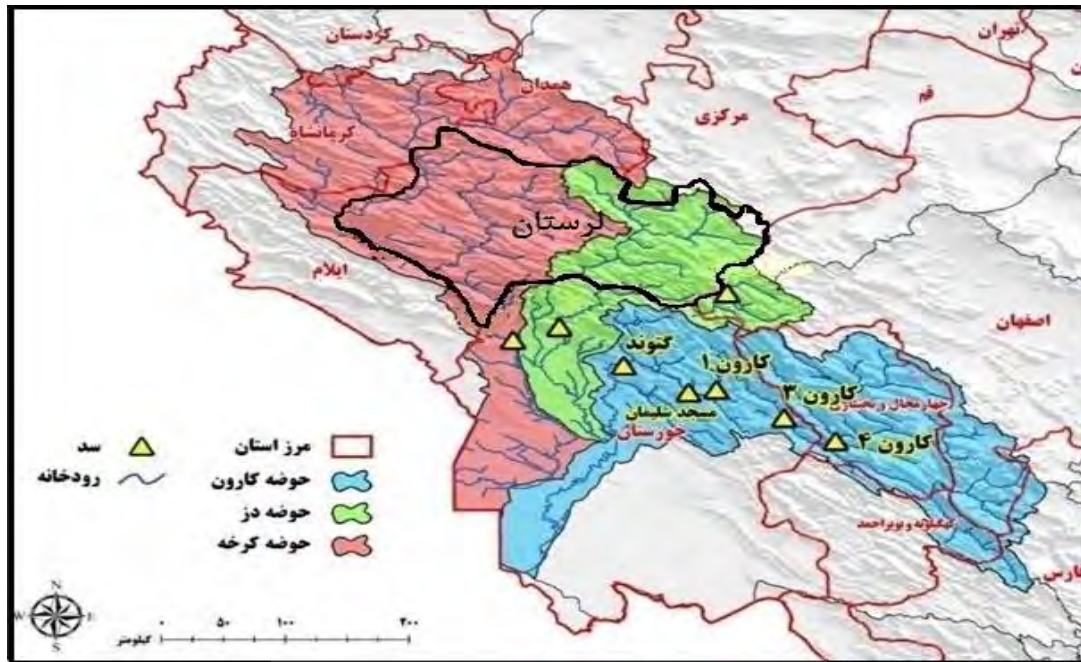 کردستان
تهران
همدان
قم
مرکزی
کرمانشاه
لرستان
ایلام
اصفهان
گتوند
کارون ۱
کارون ۳
مسجد سلیمان
چهارمحال و بختیاری
خوزستان
کارون ۴
کهگیلویه و بویراحمد
فارس
مرز استان
سد
حوضه کارون
رودخانه
حوضه دز
حوضه کرخه
N
W
E
S
۰ ۵۰ ۱۰۰ ۲۰۰
کیلومتر